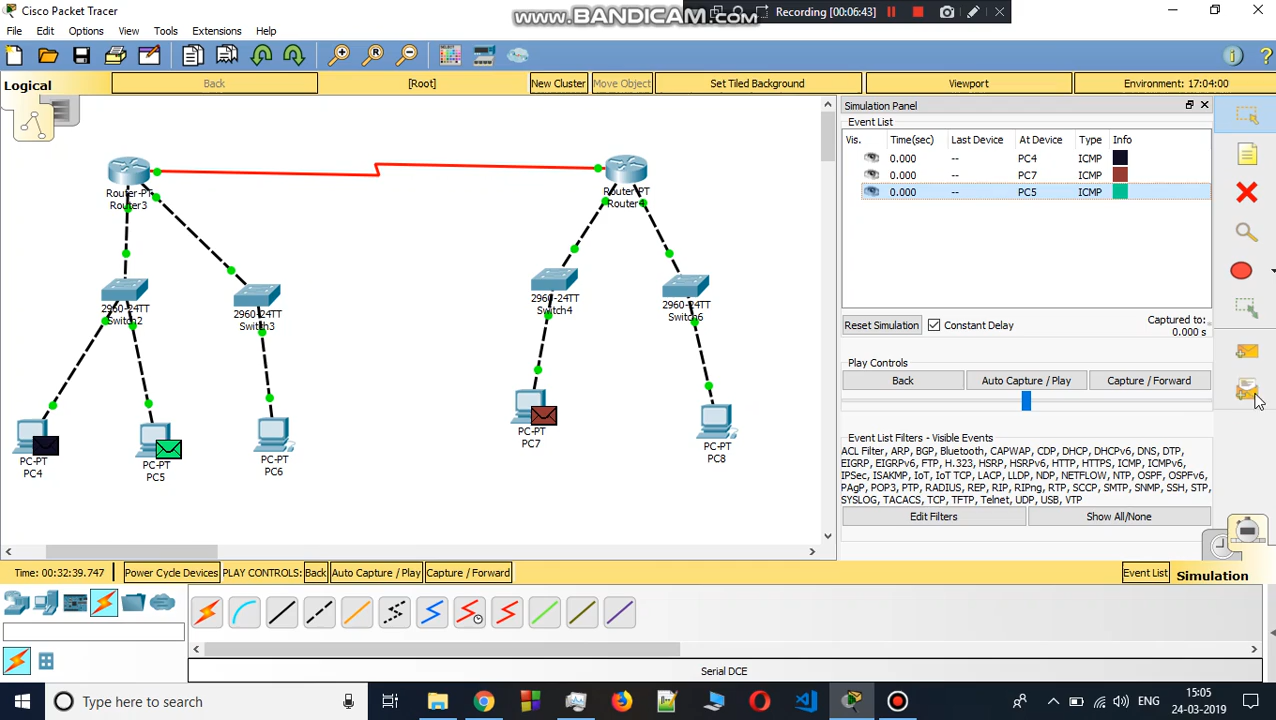 Cisco Packet Tracer
www.BANDICAM.com
Recording [00:06:43]
File Edit Options View Tools Extensions Help
Logical
Back
[Root]
New Cluster
Move Object
Set Tiled Background
Viewport
Environment: 17:04:00
Simulation Panel
Event List
Vis. Time(sec) Last Device At Device Type Info
0.000 -- PC4 ICMP
0.000 -- PC7 ICMP
0.000 -- PC5 ICMP
Reset Simulation
Constant Delay
Captured to:
0.000 s
Play Controls
Back
Auto Capture / Play
Capture / Forward
Event List Filters - Visible Events
ACL Filter, ARP, BGP, Bluetooth, CAPWAP, CDP, DHCP, DHCPv6, DNS, DTP,
EIGRP, EIGRPv6, FTP, H.323, HSRP, HSRPv6, HTTP, HTTPS, ICMP, ICMPv6,
IPSec, ISAKMP, IoT, IoT TCP, LACP, LLDP, NDP, NETFLOW, NTP, OSPF, OSPFv6,
PAgP, POP3, PTP, RADIUS, REP, RIP, RIPng, RTP, SCCP, SMTP, SNMP, SSH, STP,
SYSLOG, TACACS, TCP, TFTP, Telnet, UDP, USB, VTP
Edit Filters
Show All/None
Router-PT
Router3
Router-PT
2960-24TT
Switch2
2960-24TT
Switch3
2960-24TT
Switch4
2960-24TT
Switch6
PC-PT
PC4
PC-PT
PC5
PC-PT
PC6
PC-PT
PC7
PC-PT
PC8
Time: 00:32:39.747
Power Cycle Devices
PLAY CONTROLS:
Back
Auto Capture / Play
Capture / Forward
Event List
Simulation
Serial DCE
Type here to search
ENG
15:05
24-03-2019